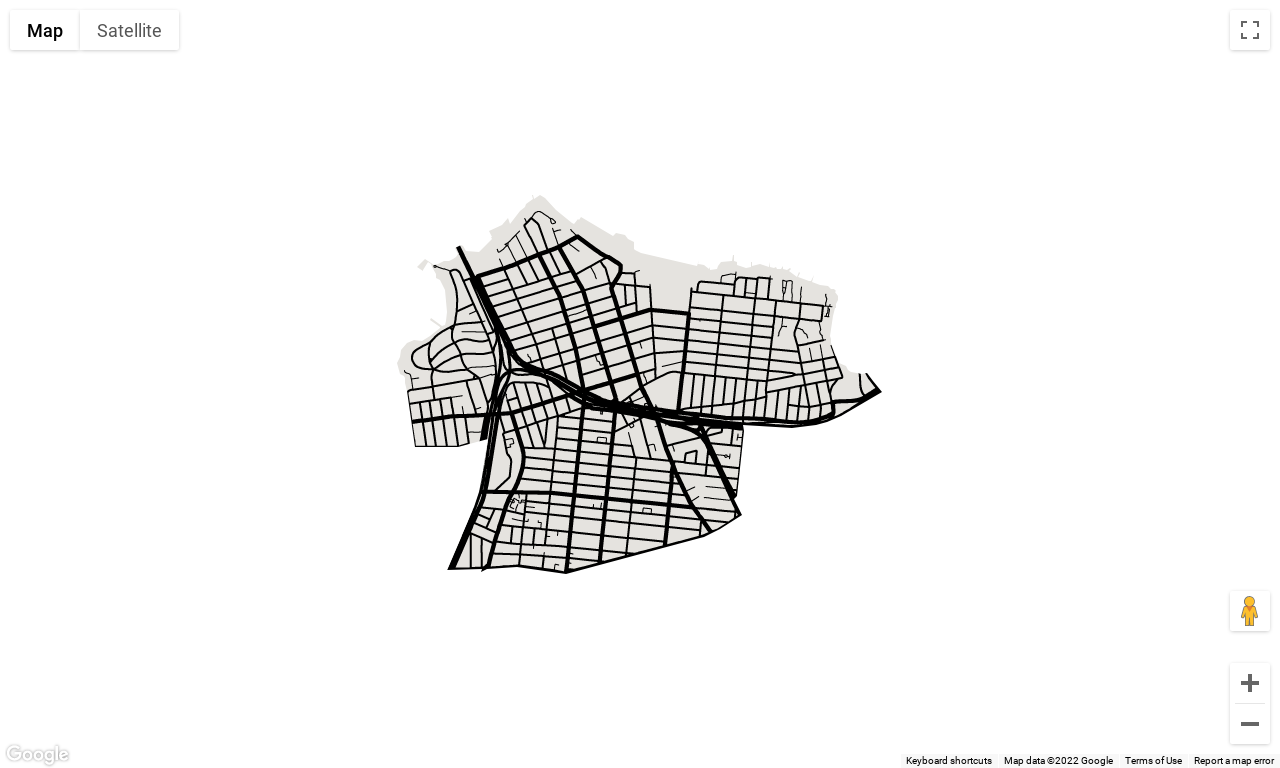 Map
Satellite
Google
Keyboard shortcuts
Map data ©2022 Google
Terms of Use
Report a map error